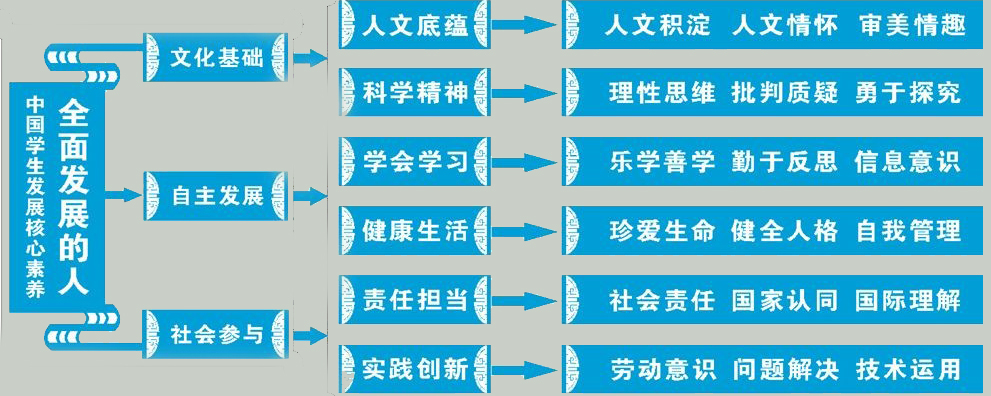 中国学生发展核心素养
全面发展的人
文化基础
自主发展
社会参与
人文底蕴
人文积淀 人文情怀 审美情趣
科学精神
理性思维 批判质疑 勇于探究
学会学习
乐学善学 勤于反思 信息意识
健康生活
珍爱生命 健全人格 自我管理
责任担当
社会责任 国家认同 国际理解
实践创新
劳动意识 问题解决 技术运用